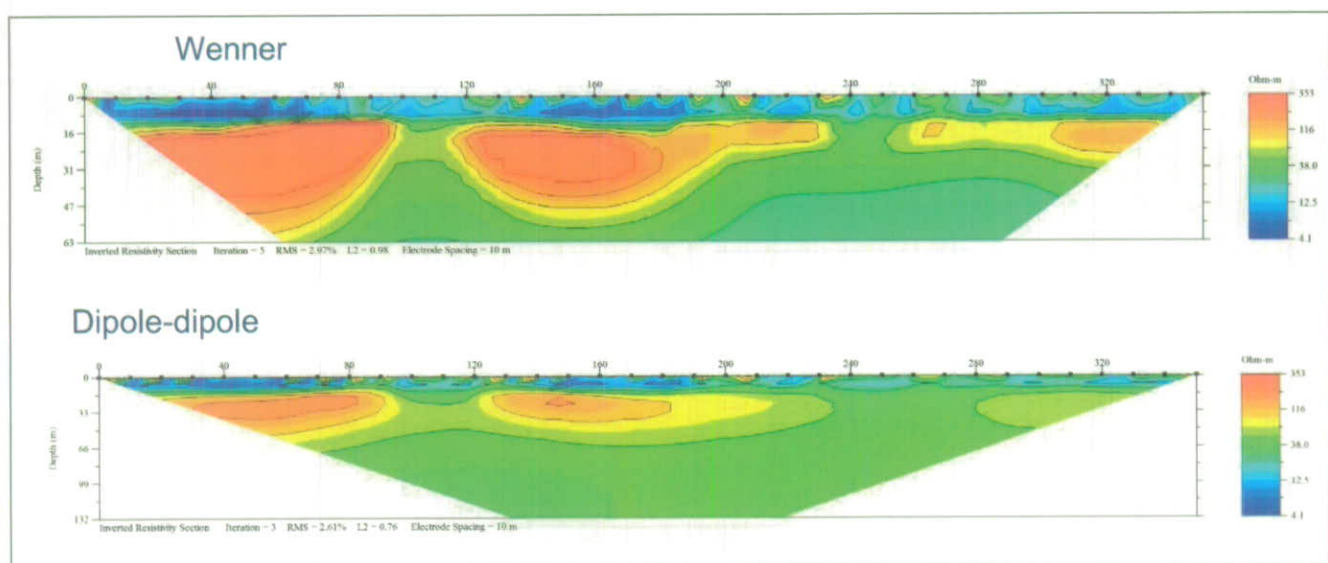 Wenner
0 40 80 120 160 200 240 280 320
Ohm-m
0
16
31
47
63
Depth (m)
353
116
38.0
12.5
4.1
Inverted Resistivity Section Iteration = 5 RMS = 2.97% L2 = 0.98 Electrode Spacing = 10 m
Dipole-dipole
0 40 80 120 160 200 240 280 320
Ohm-m
0
33
66
99
132
Depth (m)
353
116
38.0
12.5
4.1
Inverted Resistivity Section Iteration = 3 RMS = 2.61% L2 = 0.76 Electrode Spacing = 10 m